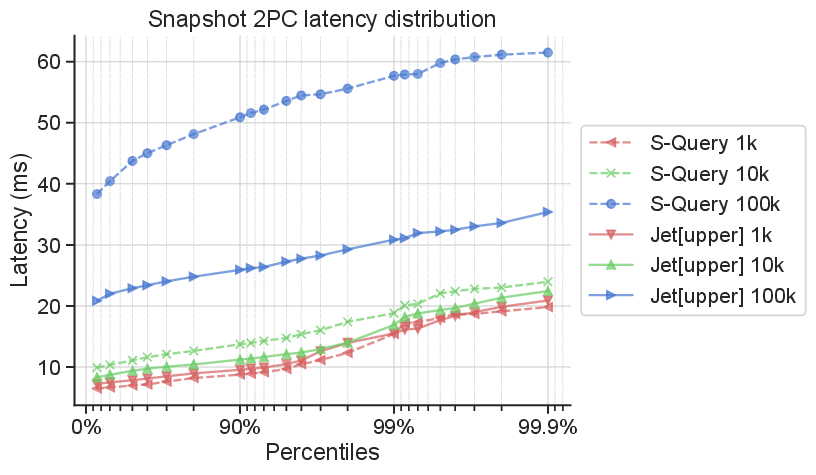 Snapshot 2PC latency distribution
60
50
40
30
20
10
Latency (ms)
0%
90%
99%
99.9%
Percentiles
S-Query 1k
S-Query 10k
S-Query 100k
Jet[upper] 1k
Jet[upper] 10k
Jet[upper] 100k